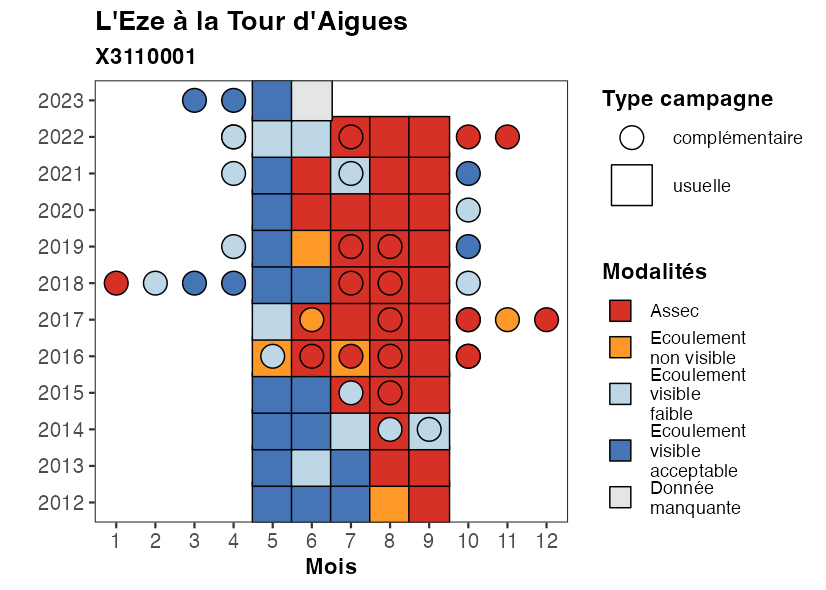 L'Eze à la Tour d'Aigues
X3110001
2023
2022
2021
2020
2019
2018
2017
2016
2015
2014
2013
2012
1 2 3 4 5 6 7 8 9 10 11 12
Mois
Type campagne
complémentaire
usuelle
Modalités
Assec
Ecoulement
non visible
Ecoulement
visible
faible
Ecoulement
visible
acceptable
Donnée
manquante